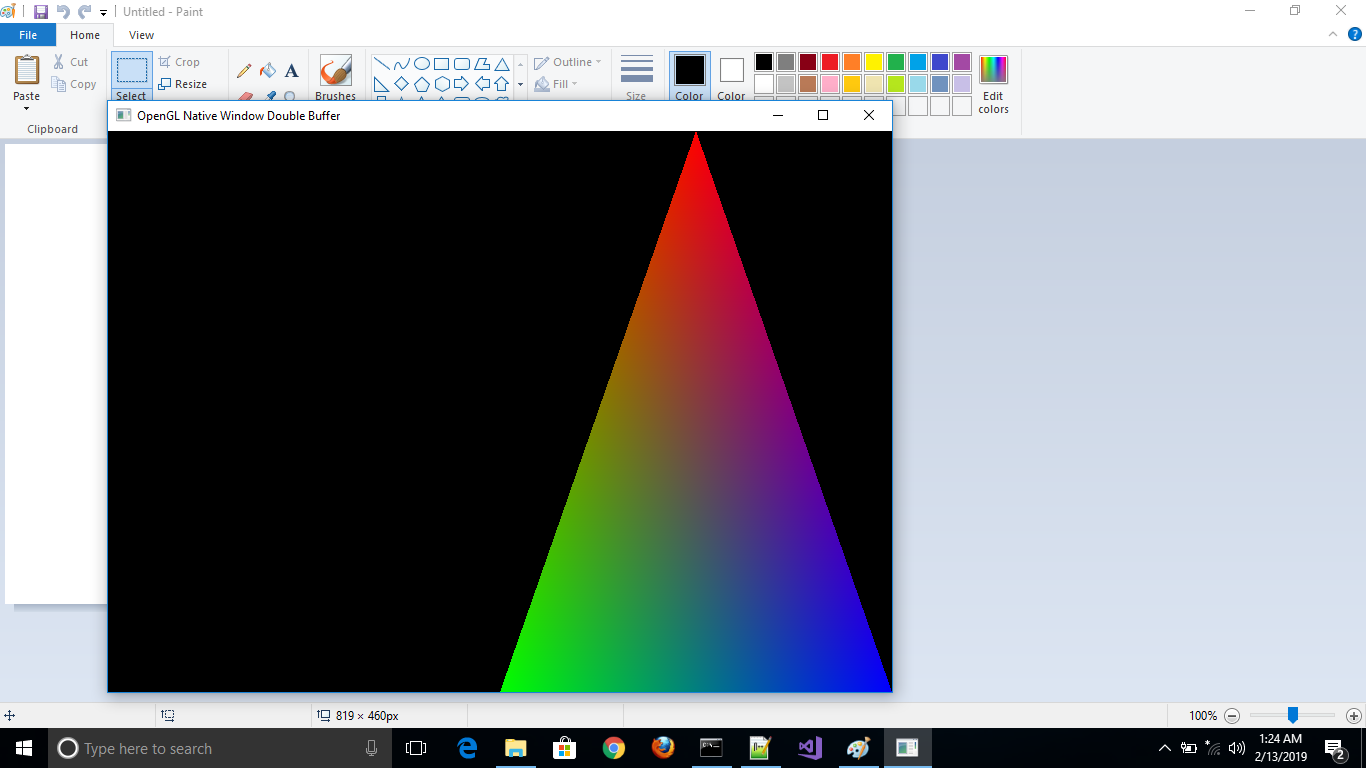 Untitled - Paint
File Home View
Paste
Cut
Copy
Clipboard
Select
Crop
Resize
A
Brushes
Outline
Fill
Size
Color
Color
Edit
colors
?
OpenGL Native Window Double Buffer
819 × 460px
100%
Type here to search
1:24 AM
2/13/2019
2